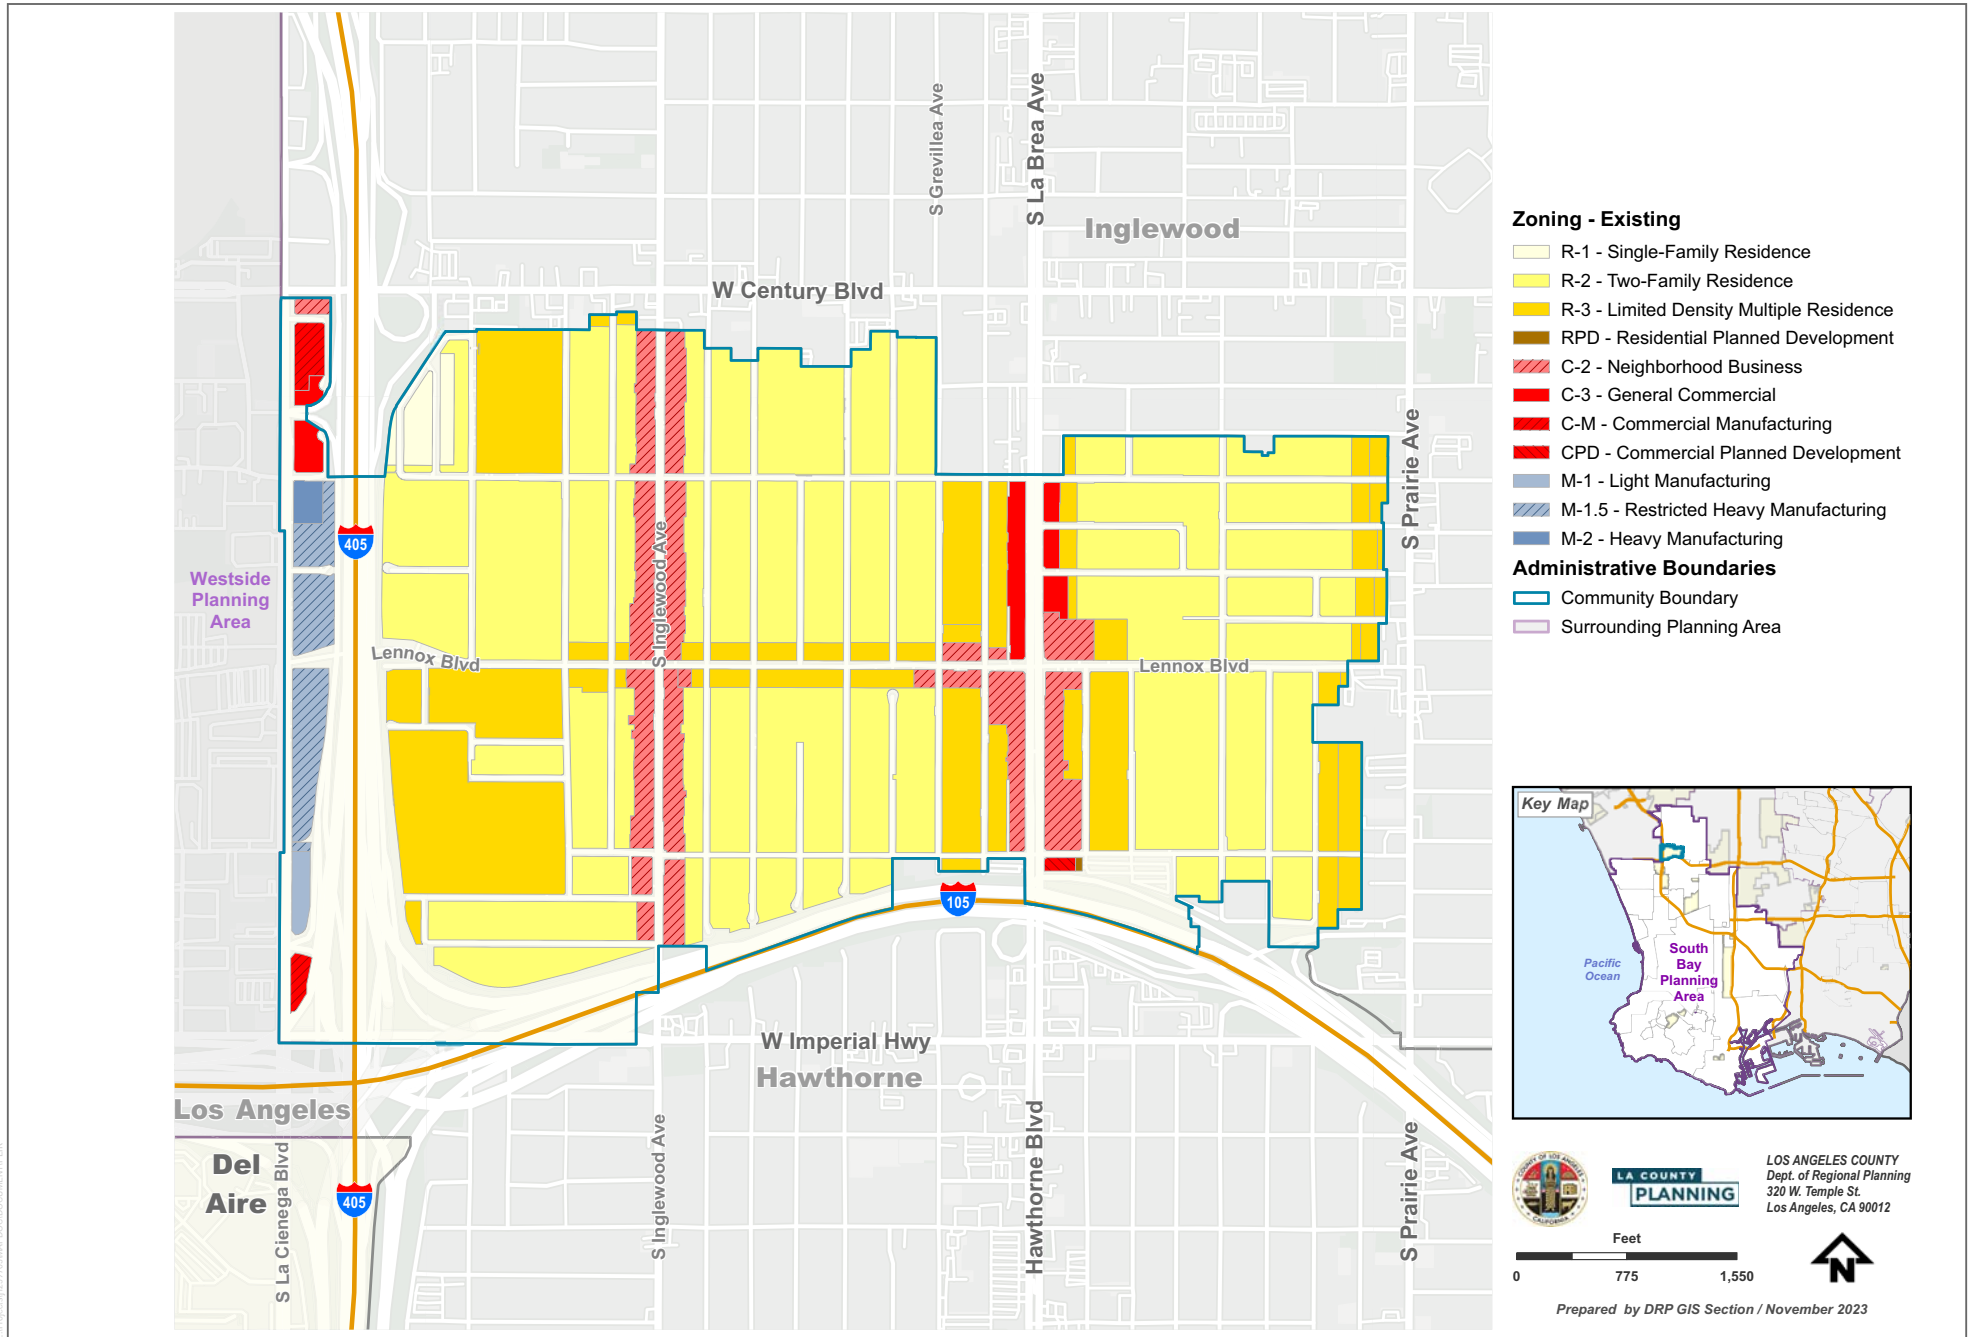 S Grevillea Ave
S La Brea Ave
Inglewood
W Century Blvd
S Prairie Ave
405
S Inglewood Ave
Westside
Planning
Area
Lennox Blvd
Lennox Blvd
105
W Imperial Hwy
Hawthorne
Los Angeles
Del
Aire
S La Cienega Blvd
405
S Inglewood Ave
Hawthorne Blvd
S Prairie Ave
Zoning - Existing
R-1 - Single-Family Residence
R-2 - Two-Family Residence
R-3 - Limited Density Multiple Residence
RPD - Residential Planned Development
C-2 - Neighborhood Business
C-3 - General Commercial
C-M - Commercial Manufacturing
CPD - Commercial Planned Development
M-1 - Light Manufacturing
M-1.5 - Restricted Heavy Manufacturing
M-2 - Heavy Manufacturing
Administrative Boundaries
Community Boundary
Surrounding Planning Area
Key Map
Pacific
Ocean
South
Bay
Planning
Area
COUNTY OF LOS ANGELES
CALIFORNIA
LA COUNTY
PLANNING
LOS ANGELES COUNTY
Dept. of Regional Planning
320 W. Temple St.
Los Angeles, CA 90012
Feet
0 775 1,550
N
Prepared by DRP GIS Section / November 2023